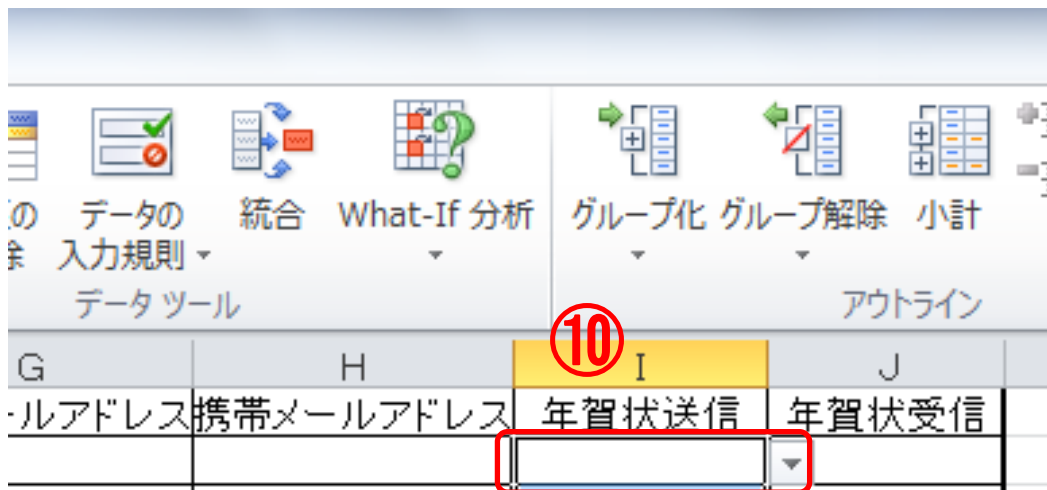 の データの 統合 What-If 分析 グループ化 グループ解除 小計
除 入力規則
データ ツール アウトライン
⑩
G H I J
ールアドレス 携帯メールアドレス 年賀状送信 年賀状受信